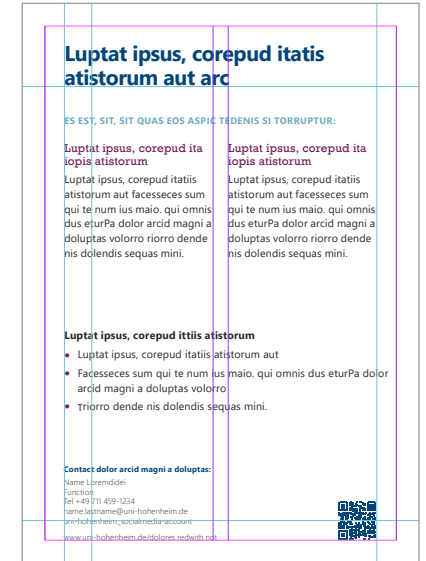 Luptat ipsus, corepud itatis
atistorum aut arc
ES EST, SIT, SIT QUAS EOS ASPIC TEDENIS SI TORRUPTUR:
Luptat ipsus, corepud ita
iopis atistorum
Luptat ipsus, corepud itatiis
atistorum aut facesseces sum
qui te num ius maio. qui omnis
dus eturPa dolor arcid magni a
doluptas volorro riorro dende
nis dolendis sequas mini.
Luptat ipsus, corepud ita
iopis atistorum
Luptat ipsus, corepud itatiis
atistorum aut facesseces sum
qui te num ius maio. qui omnis
dus eturPa dolor arcid magni a
doluptas volorro riorro dende
nis dolendis sequas mini.
Luptat ipsus, corepud ittiis atistorum
• Luptat ipsus, corepud itatiis atistorum aut
• Facesseces sum qui te num ius maio. qui omnis dus eturPa dolor
arcid magni a doluptas volorro
• Triorro dende nis dolendis sequas mini.
Contact dolor arcid magni a doluptas:
Name Loremdidei
Function
Tel +49 711 459-1234
name.lastname@uni-hohenheim.de
uni-hohenheim_socialmedia-account
www.uni-hohenheim.de/dolores redwith not